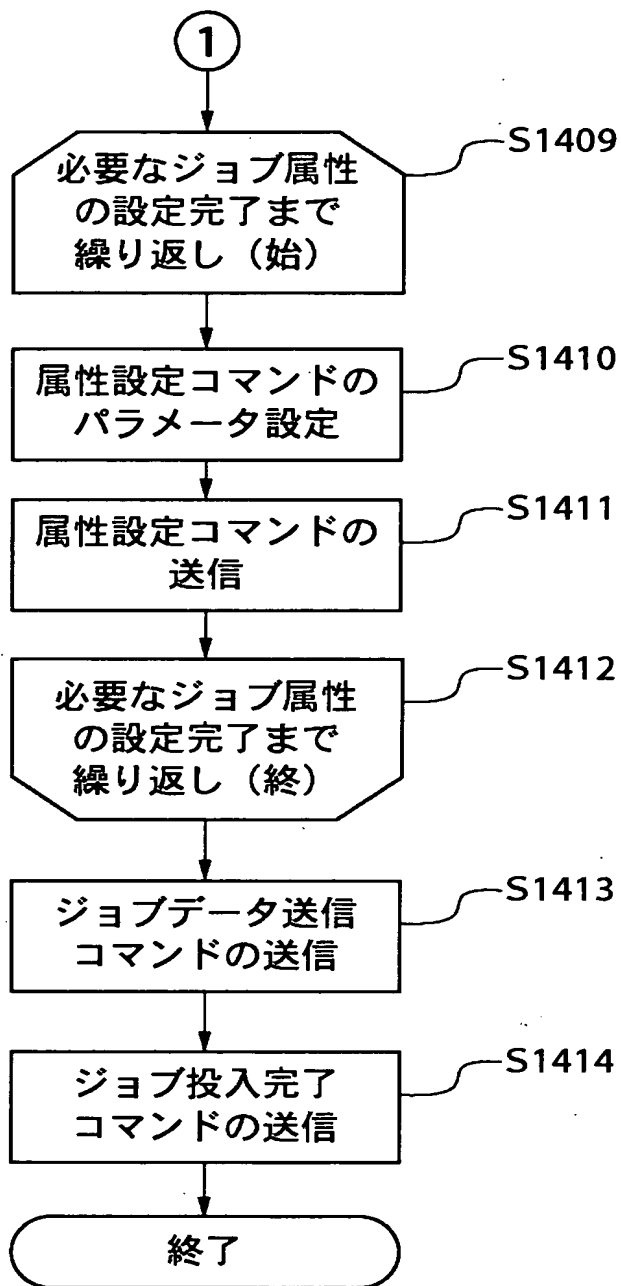 1
必要なジョブ属性
の設定完了まで
繰り返し（始）
S1409
属性設定コマンドの
パラメータ設定
S1410
属性設定コマンドの
送信
S1411
必要なジョブ属性
の設定完了まで
繰り返し（終）
S1412
ジョブデータ送信
コマンドの送信
S1413
ジョブ投入完了
コマンドの送信
S1414
終了